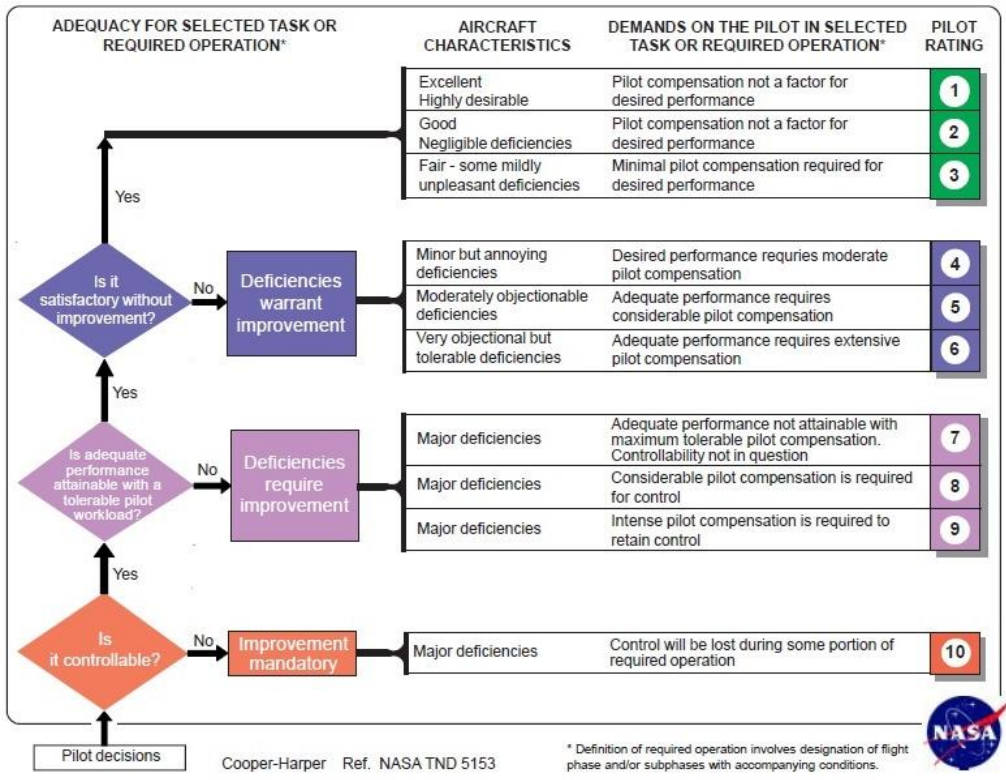 ADEQUACY FOR SELECTED TASK OR
REQUIRED OPERATION*
AIRCRAFT
CHARACTERISTICS
DEMANDS ON THE PILOT IN SELECTED
TASK OR REQUIRED OPERATION*
PILOT
RATING
Excellent
Highly desirable
Pilot compensation not a factor for
desired performance
1
Good
Negligible deficiencies
Pilot compensation not a factor for
desired performance
2
Fair - some mildly
unpleasant deficiencies
Minimal pilot compensation required for
desired performance
3
Yes
Is it
satisfactory without
improvement?
No
Deficiencies
warrant
improvement
Minor but annoying
deficiencies
Desired performance requries moderate
pilot compensation
4
Moderately objectionable
deficiencies
Adequate performance requires
considerable pilot compensation
5
Very objectional but
tolerable deficiencies
Adequate performance requires extensive
pilot compensation
6
Yes
Is adequate
performance
attainable with a
tolerable pilot
workload?
No
Deficiencies
require
improvement
Major deficiencies
Adequate performance not attainable with
maximum tolerable pilot compensation.
Controllability not in question
7
Major deficiencies
Considerable pilot compensation is required
for control
8
Major deficiencies
Intense pilot compensation is required to
retain control
9
Yes
Is
it controllable?
No
Improvement
mandatory
Major deficiencies
Control will be lost during some portion of
required operation
10
Pilot decisions
Cooper-Harper Ref. NASA TND 5153
* Definition of required operation involves designation of flight
phase and/or subphases with accompanying conditions.
NASA